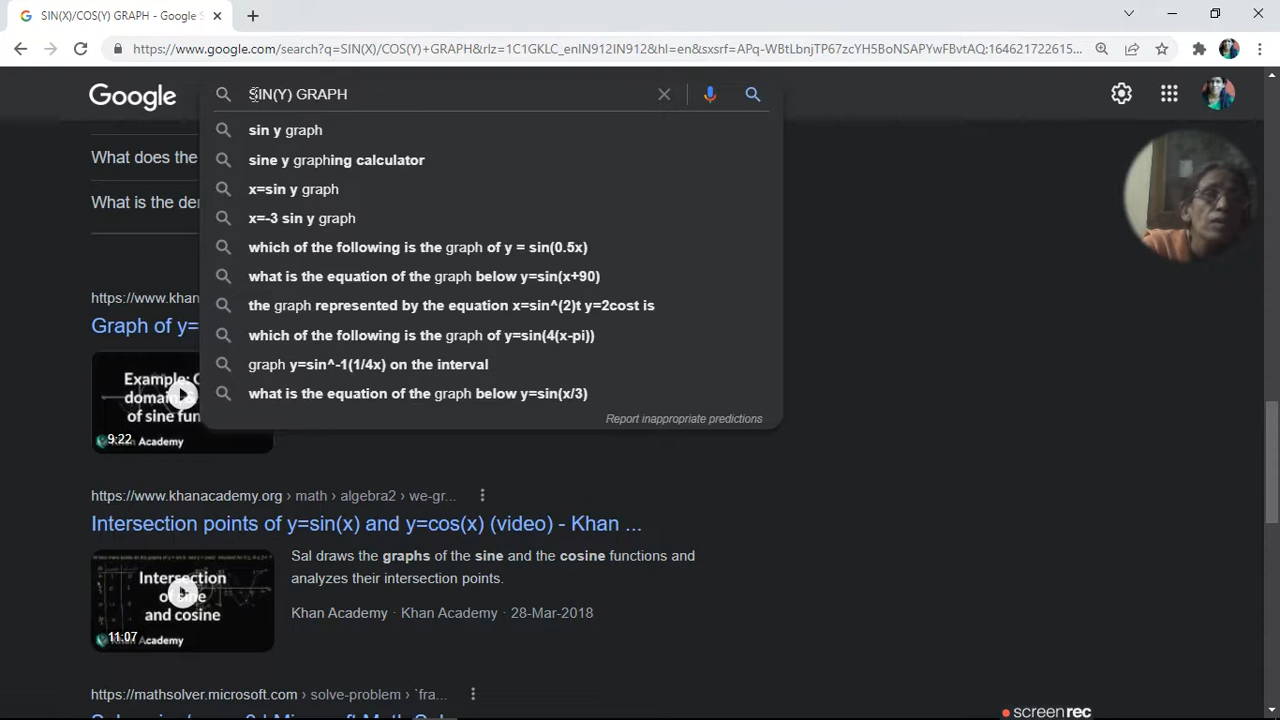 SIN(X)/COS(Y) GRAPH - Google S
https://www.google.com/search?q=SIN(X)/COS(Y)+GRAPH&rlz=1C1GKLC_enIN912IN912&hl=en&sxsrf=APq-WBtLbnjTP67zcYH5BoNSAPYwFBvtAQ:164621722615...
Google
SIN(Y) GRAPH
sin y graph
sine y graphing calculator
x=sin y graph
x=-3 sin y graph
which of the following is the graph of y = sin(0.5x)
what is the equation of the graph below y=sin(x+90)
the graph represented by the equation x=sin^(2)t y=2cost is
which of the following is the graph of y=sin(4(x-pi))
graph y=sin^-1(1/4x) on the interval
what is the equation of the graph below y=sin(x/3)
Report inappropriate predictions
What does the
What is the
https://www.khan
Graph of y=
Example:
domain
of sine
9:22
Khan Academy
https://www.khanacademy.org › math › algebra2 › we-gr...
Intersection points of y=sin(x) and y=cos(x) (video) - Khan ...
Intersection
of sine
and cosine
11:07
Khan Academy
Sal draws the graphs of the sine and the cosine functions and
analyzes their intersection points.
Khan Academy · Khan Academy · 28-Mar-2018
https://mathsolver.microsoft.com › solve-problem › `fra...
screenrec